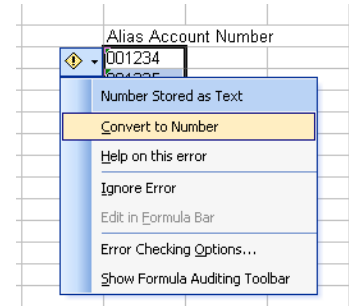 Alias Account Number
001234
Number Stored as Text
Convert to Number
Help on this error
Ignore Error
Edit in Formula Bar
Error Checking Options...
Show Formula Auditing Toolbar